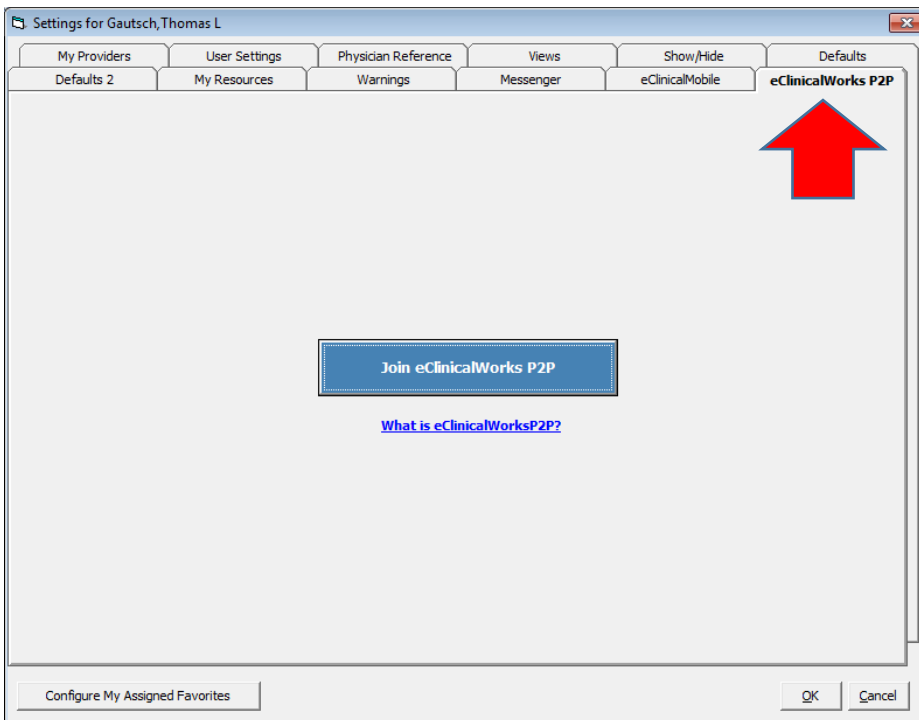 Settings for Gautsch,Thomas L
My Providers User Settings Physician Reference Views Show/Hide Defaults
Defaults 2 My Resources Warnings Messenger eClinicalMobile eClinicalWorks P2P
Join eClinicalWorks P2P
What is eClinicalWorksP2P?
Configure My Assigned Favorites OK Cancel